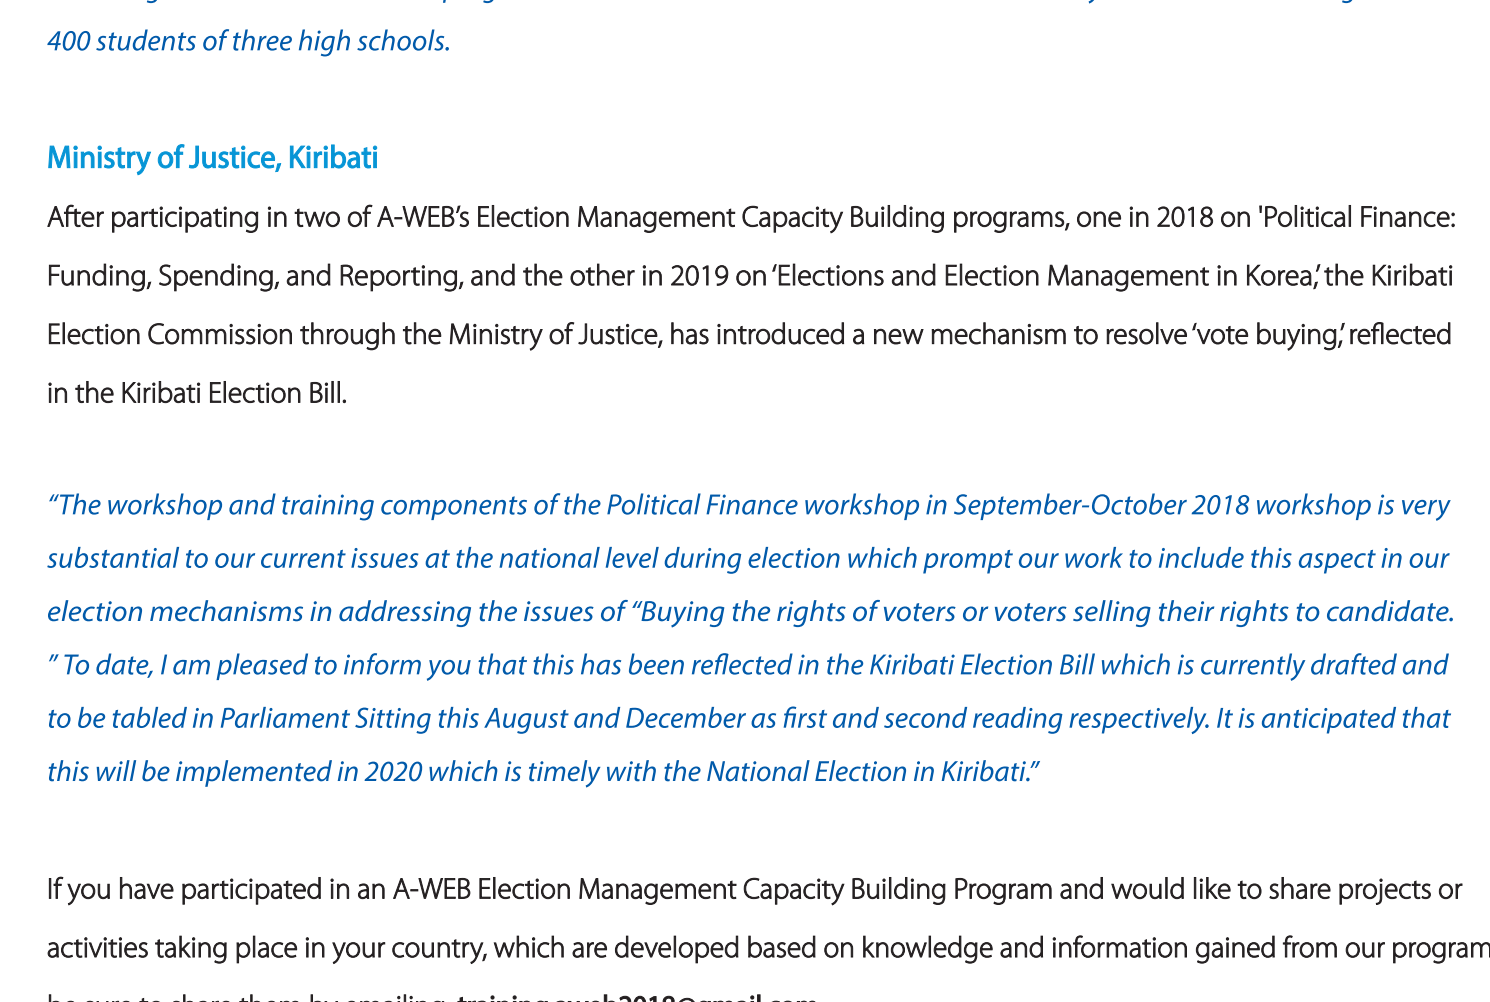 400 students of three high schools.
Ministry of Justice, Kiribati
After participating in two of A-WEB’s Election Management Capacity Building programs, one in 2018 on 'Political Finance:
Funding, Spending, and Reporting, and the other in 2019 on ‘Elections and Election Management in Korea,’ the Kiribati
Election Commission through the Ministry of Justice, has introduced a new mechanism to resolve ‘vote buying,’ reflected
in the Kiribati Election Bill.
“The workshop and training components of the Political Finance workshop in September-October 2018 workshop is very
substantial to our current issues at the national level during election which prompt our work to include this aspect in our
election mechanisms in addressing the issues of “Buying the rights of voters or voters selling their rights to candidate.
” To date, I am pleased to inform you that this has been reflected in the Kiribati Election Bill which is currently drafted and
to be tabled in Parliament Sitting this August and December as first and second reading respectively. It is anticipated that
this will be implemented in 2020 which is timely with the National Election in Kiribati.”
If you have participated in an A-WEB Election Management Capacity Building Program and would like to share projects or
activities taking place in your country, which are developed based on knowledge and information gained from our program
be sure to share them by emailing training.aweb2018@gmail.com